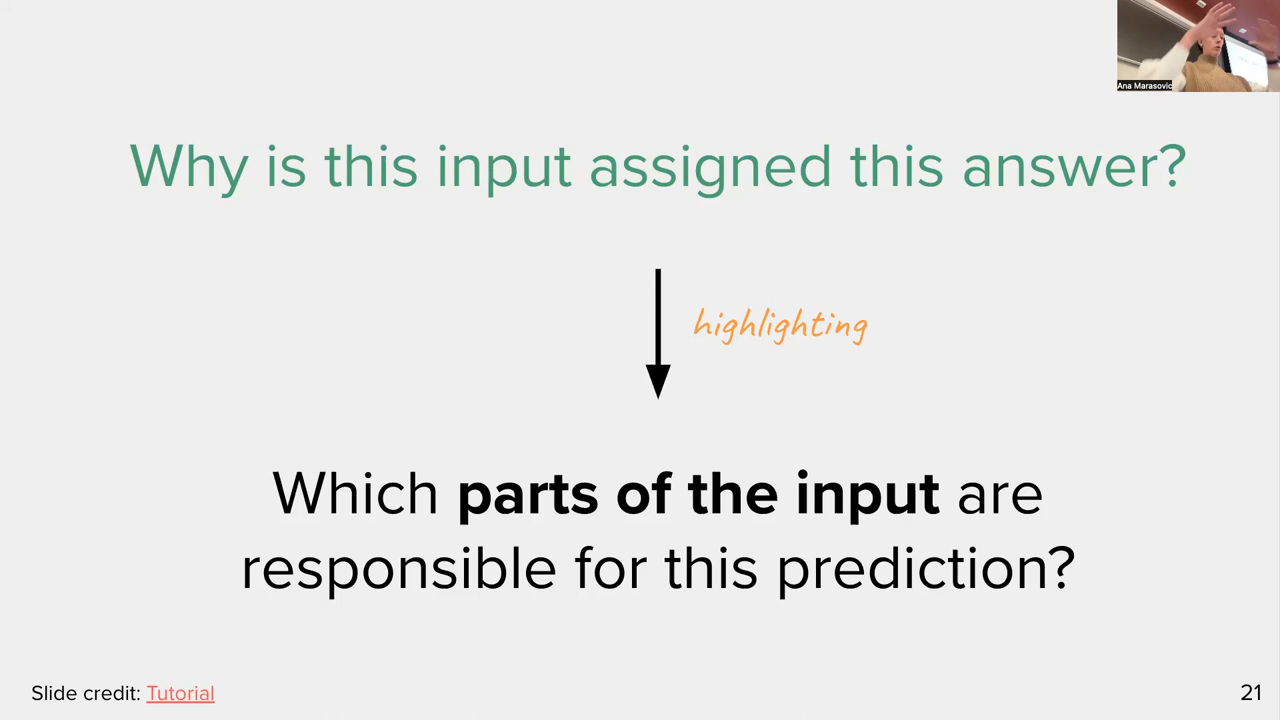 Ana Marasovic
Why is this input assigned this answer?
highlighting
Which parts of the input are
responsible for this prediction?
Slide credit: Tutorial
21